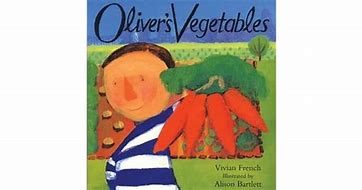 Oliver's Vegetables
Vivian French
Illustrated by
Alison Bartlett